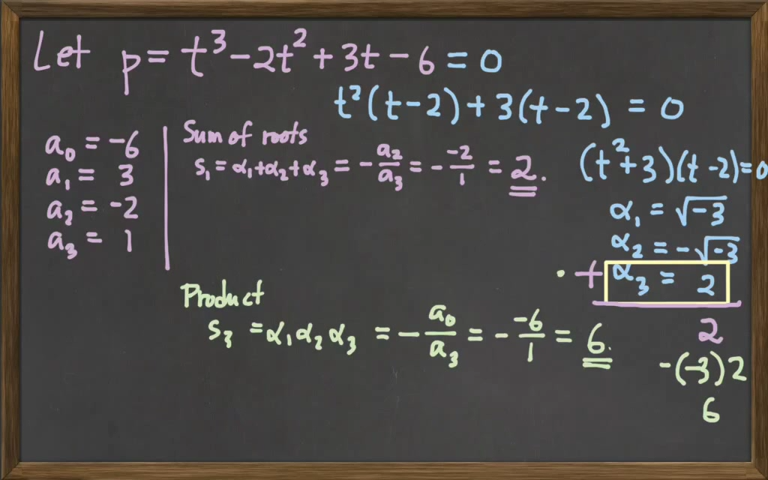 Let p = t³ - 2t² + 3t - 6 = 0
t²(t-2) + 3(t-2) = 0
a₀ = -6
a₁ = 3
a₂ = -2
a₃ = 1
Sum of roots
s₁ = α₁+α₂+α₃ = - a₂/a₃ = - -2/1 = 2.
(t²+3)(t-2)=0
α₁ = √-3
α₂ = -√-3
· + α₃ = 2
2
Product
s₃ = α₁α₂α₃ = - a₀/a₃ = - -6/1 = 6.
-(-3)2
6